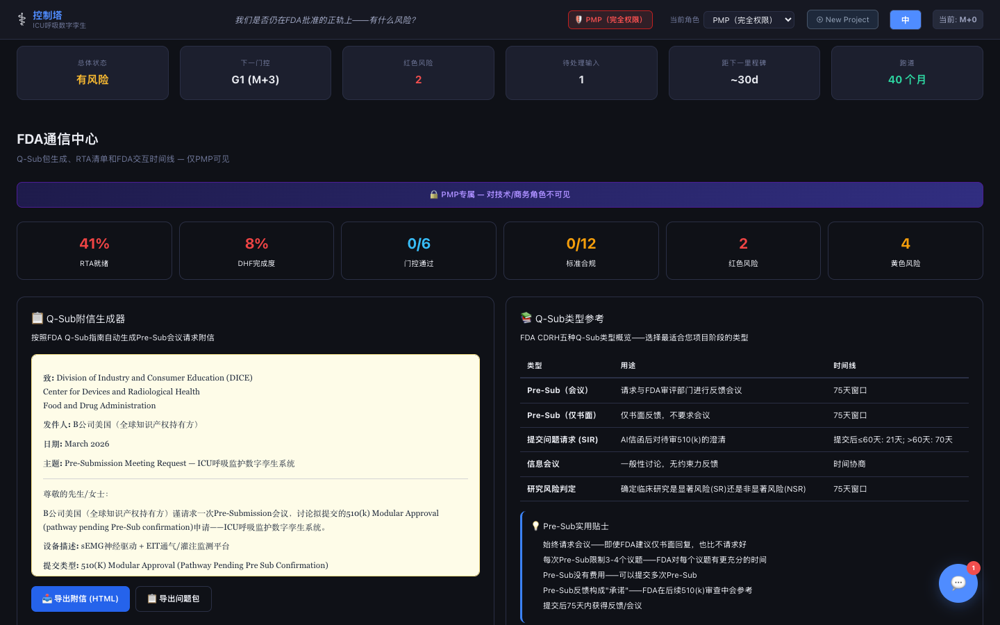 控制塔
ICU呼吸数字孪生
我们是否仍在FDA批准的正轨上——有什么风险?
PMP（完全权限）
当前角色
PMP（完全权限）
New Project
中
当前: M+0
总体状态
有风险
下一门控
G1 (M+3)
红色风险
2
待处理输入
1
距下一里程碑
~30d
跑道
40 个月
FDA通信中心
Q-Sub包生成、RTA清单和FDA交互时间线 — 仅PMP可见
PMP专属 — 对技术/商务角色不可见
41%
RTA就绪
8%
DHF完成度
0/6
门控通过
0/12
标准合规
2
红色风险
4
黄色风险
Q-Sub附信生成器
按照FDA Q-Sub指南自动生成Pre-Sub会议请求附信
致: Division of Industry and Consumer Education (DICE)
Center for Devices and Radiological Health
Food and Drug Administration
发件人: B公司美国（全球知识产权持有方）
日期: March 2026
主题: Pre-Submission Meeting Request — ICU呼吸监护数字孪生系统
尊敬的先生/女士：
B公司美国（全球知识产权持有方）谨请求一次Pre-Submission会议，讨论拟提交的510(k) Modular Approval
(pathway pending Pre-Sub confirmation)申请——ICU呼吸监护数字孪生系统。
设备描述: sEMG神经驱动 + EIT通气/灌注监测平台
提交类型: 510(K) Modular Approval (Pathway Pending Pre Sub Confirmation)
导出附信 (HTML)
导出问题包
Q-Sub类型参考
FDA CDRH五种Q-Sub类型概览——选择最适合您项目阶段的类型
类型 用途 时间线
Pre-Sub（会议） 请求与FDA审评部门进行反馈会议 75天窗口
Pre-Sub（仅书面） 仅书面反馈，不要求会议 75天窗口
提交问题请求 (SIR) AI信函后对待审510(k)的澄清 提交后≤60天: 21天; >60天: 70天
信息会议 一般性讨论，无约束力反馈 时间协商
研究风险判定 确定临床研究是显著风险(SR)还是非显著风险(NSR) 75天窗口
Pre-Sub实用贴士
始终请求会议——即使FDA建议仅书面回复，也比不请求好
每次Pre-Sub限制3-4个议题——FDA对每个议题有更充分的时间
Pre-Sub没有费用——可以提交多次Pre-Sub
Pre-Sub反馈构成"承诺"——FDA在后续510(k)审查中会参考
提交后75天内获得反馈/会议
1